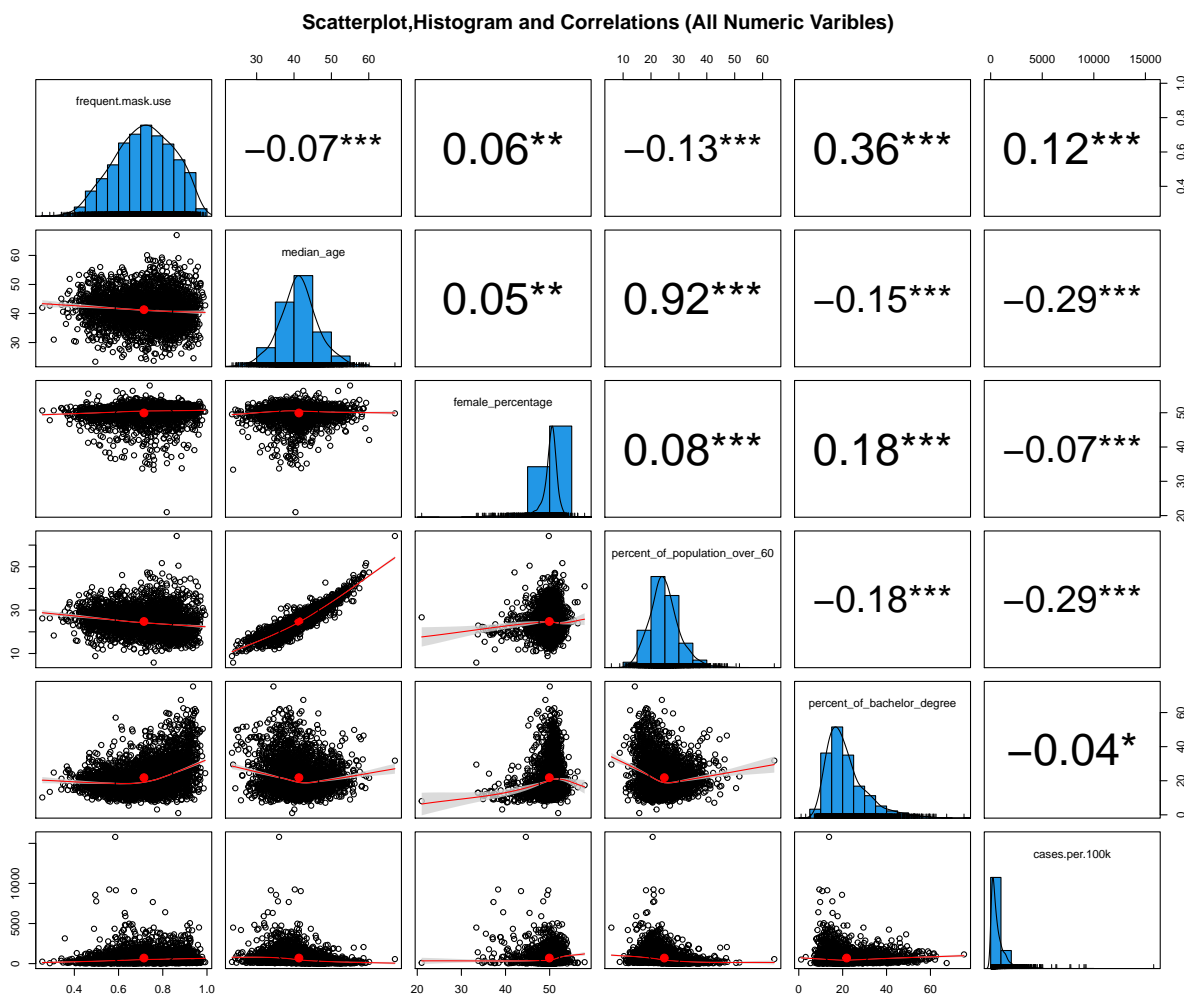 Scatterplot,Histogram and Correlations (All Numeric Varibles)
30 40 50 60
10 20 30 40 50 60
0 5000 10000 15000
frequent.mask.use
−0.07***
0.06**
−0.13***
0.36***
0.12***
0.4 0.6 0.8 1.0
30 40 50 60
median_age
0.05**
0.92***
−0.15***
−0.29***
female_percentage
0.08***
0.18***
−0.07***
20 30 40 50
10 30 50
percent_of_population_over_60
−0.18***
−0.29***
percent_of_bachelor_degree
−0.04*
0 20 40 60
0 5000 10000
cases.per.100k
0.4 0.6 0.8 1.0
20 30 40 50
0 20 40 60